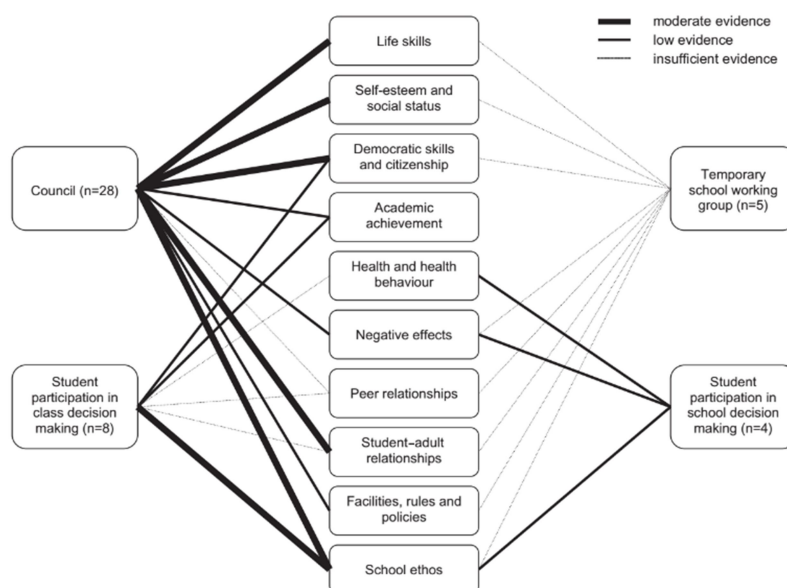 moderate evidence
low evidence
insufficient evidence
Life skills
Self-esteem and
social status
Democratic skills
and citizenship
Council (n=28)
Temporary
school working
group (n=5)
Academic
achievement
Health and health
behaviour
Negative effects
Student
participation in
class decision
making (n=8)
Peer relationships
Student
participation in
school decision
making (n=4)
Student–adult
relationships
Facilities, rules and
policies
School ethos